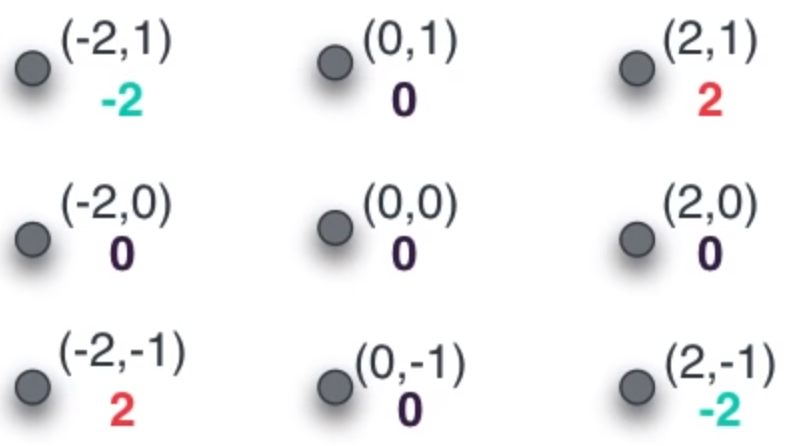 (-2,1) (0,1) (2,1)
-2 0 2
(-2,0) (0,0) (2,0)
0 0 0
(-2,-1) (0,-1) (2,-1)
2 0 -2